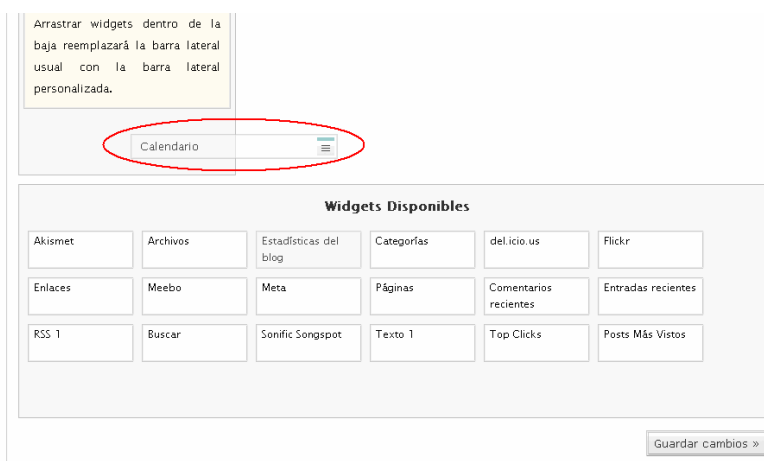 Arrastrar widgets dentro de la
baja reemplazará la barra lateral
usual con la barra lateral
personalizada.
Calendario
Widgets Disponibles
Akismet
Archivos
Estadísticas del
blog
Categorías
del.icio.us
Flickr
Enlaces
Meebo
Meta
Páginas
Comentarios
recientes
Entradas recientes
RSS 1
Buscar
Sonific Songspot
Texto 1
Top Clicks
Posts Más Vistos
Guardar cambios »